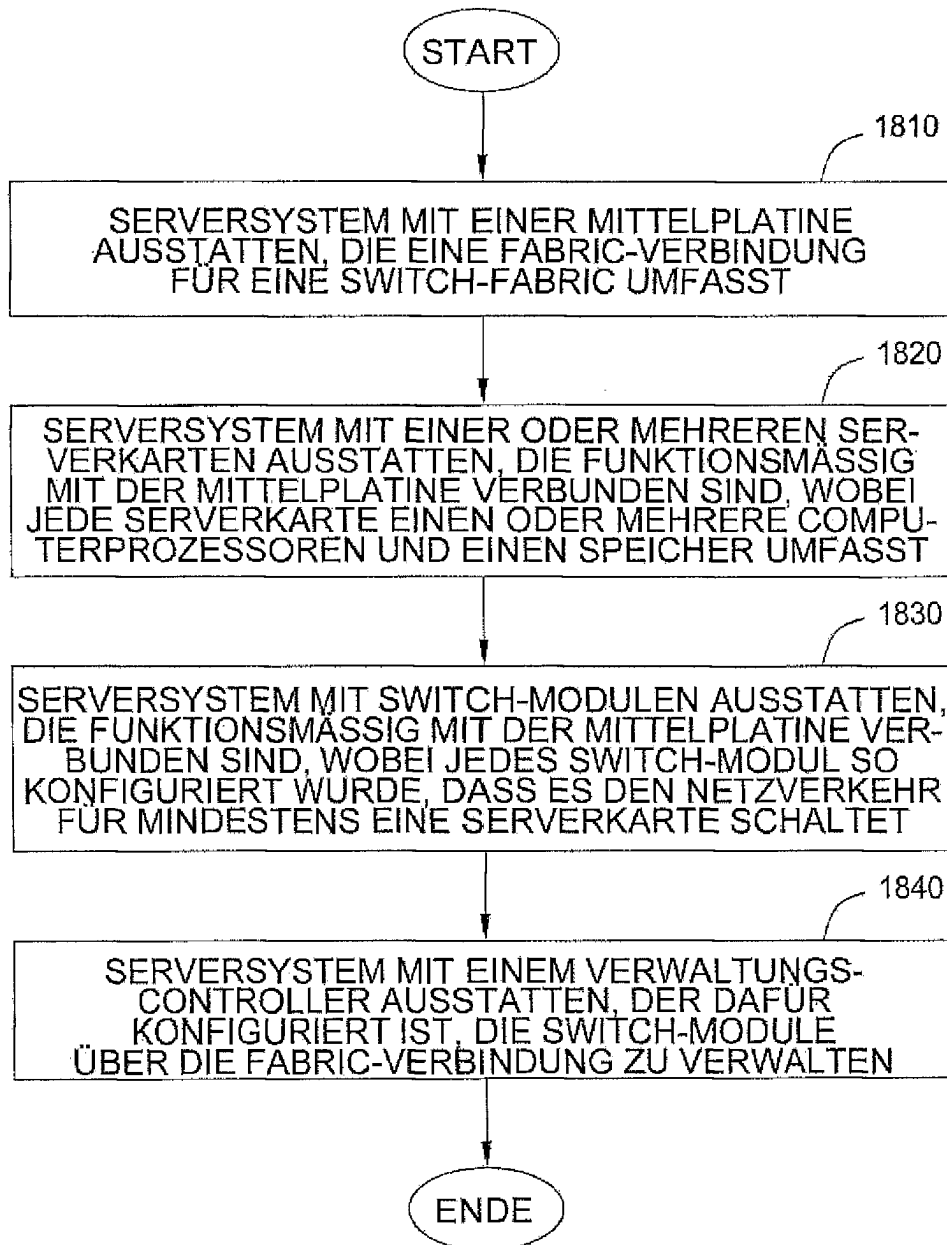 START
1810
SERVERSYSTEM MIT EINER MITTELPLATINE
AUSSTATTEN, DIE EINE FABRIC-VERBINDUNG
FÜR EINE SWITCH-FABRIC UMFASST
1820
SERVERSYSTEM MIT EINER ODER MEHREREN SER-
VERKARTEN AUSSTATTEN, DIE FUNKTIONSMÄSSIG
MIT DER MITTELPLATINE VERBUNDEN SIND, WOBEI
JEDE SERVERKARTE EINEN ODER MEHRERE COMPU-
TERPROZESSOREN UND EINEN SPEICHER UMFASST
1830
SERVERSYSTEM MIT SWITCH-MODULEN AUSSTATTEN,
DIE FUNKTIONSMÄSSIG MIT DER MITTELPLATINE VER-
BUNDEN SIND, WOBEI JEDES SWITCH-MODUL SO
KONFIGURIERT WURDE, DASS ES DEN NETZVERKEHR
FÜR MINDESTENS EINE SERVERKARTE SCHALTET
1840
SERVERSYSTEM MIT EINEM VERWALTUNGS-
CONTROLLER AUSSTATTEN, DER DAFÜR
KONFIGURIERT IST, DIE SWITCH-MODULE
ÜBER DIE FABRIC-VERBINDUNG ZU VERWALTEN
ENDE